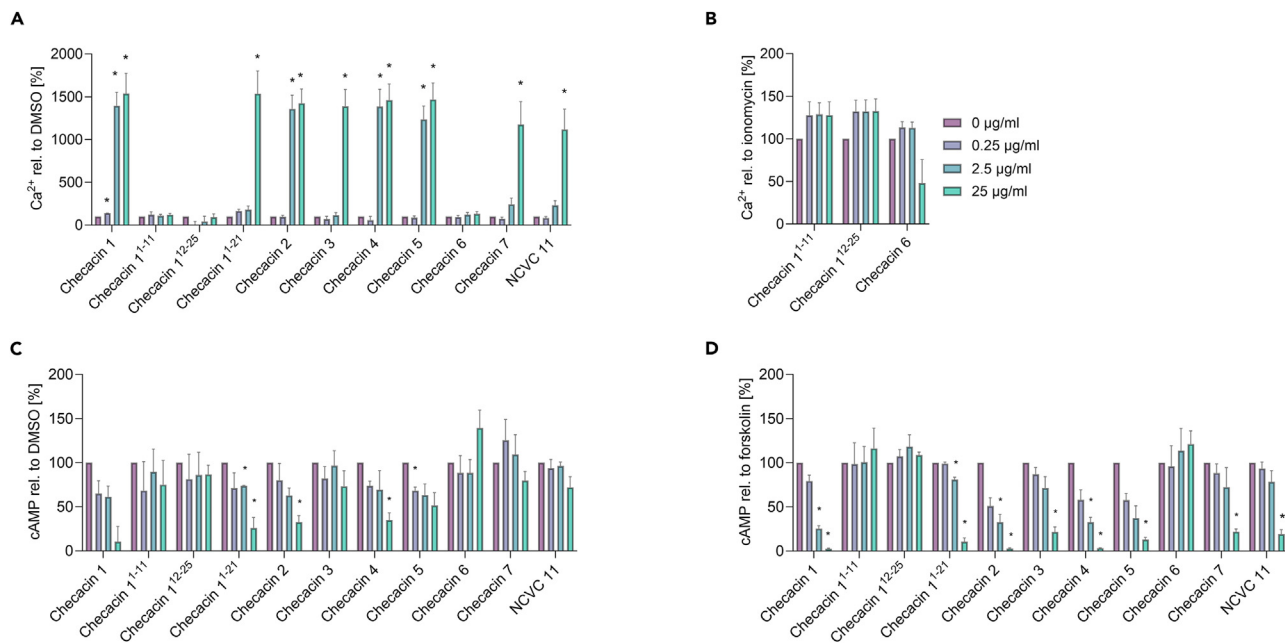 A
Ca²⁺ rel. to DMSO [%]
2000
1500
1000
500
0
* * * * * * * * * * * * *
Checacin 1
Checacin 1¹⁻¹¹
Checacin 1¹²⁻²⁵
Checacin 1¹⁻²¹
Checacin 2
Checacin 3
Checacin 4
Checacin 5
Checacin 6
Checacin 7
NCVC 11
B
Ca²⁺ rel. to ionomycin [%]
200
150
100
50
0
Checacin 1¹⁻¹¹
Checacin 1¹²⁻²⁵
Checacin 6
0 µg/ml
0.25 µg/ml
2.5 µg/ml
25 µg/ml
C
cAMP rel. to DMSO [%]
200
150
100
50
0
* * * * *
Checacin 1
Checacin 1¹⁻¹¹
Checacin 1¹²⁻²⁵
Checacin 1¹⁻²¹
Checacin 2
Checacin 3
Checacin 4
Checacin 5
Checacin 6
Checacin 7
NCVC 11
D
cAMP rel. to forskolin [%]
200
150
100
50
0
* * * * * * * * * * * *
Checacin 1
Checacin 1¹⁻¹¹
Checacin 1¹²⁻²⁵
Checacin 1¹⁻²¹
Checacin 2
Checacin 3
Checacin 4
Checacin 5
Checacin 6
Checacin 7
NCVC 11